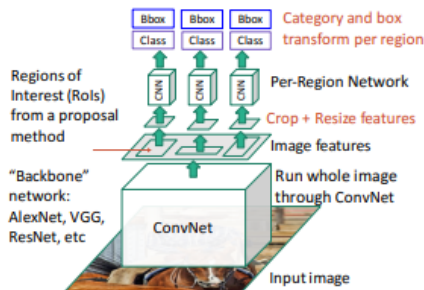 Bbox Bbox Bbox
Class Class Class
Category and box
transform per region
Regions of
Interest (RoIs)
from a proposal
method
CNN CNN CNN
Per-Region Network
Crop + Resize features
Image features
"Backbone"
network:
AlexNet, VGG,
ResNet, etc
Run whole image
through ConvNet
ConvNet
Input image